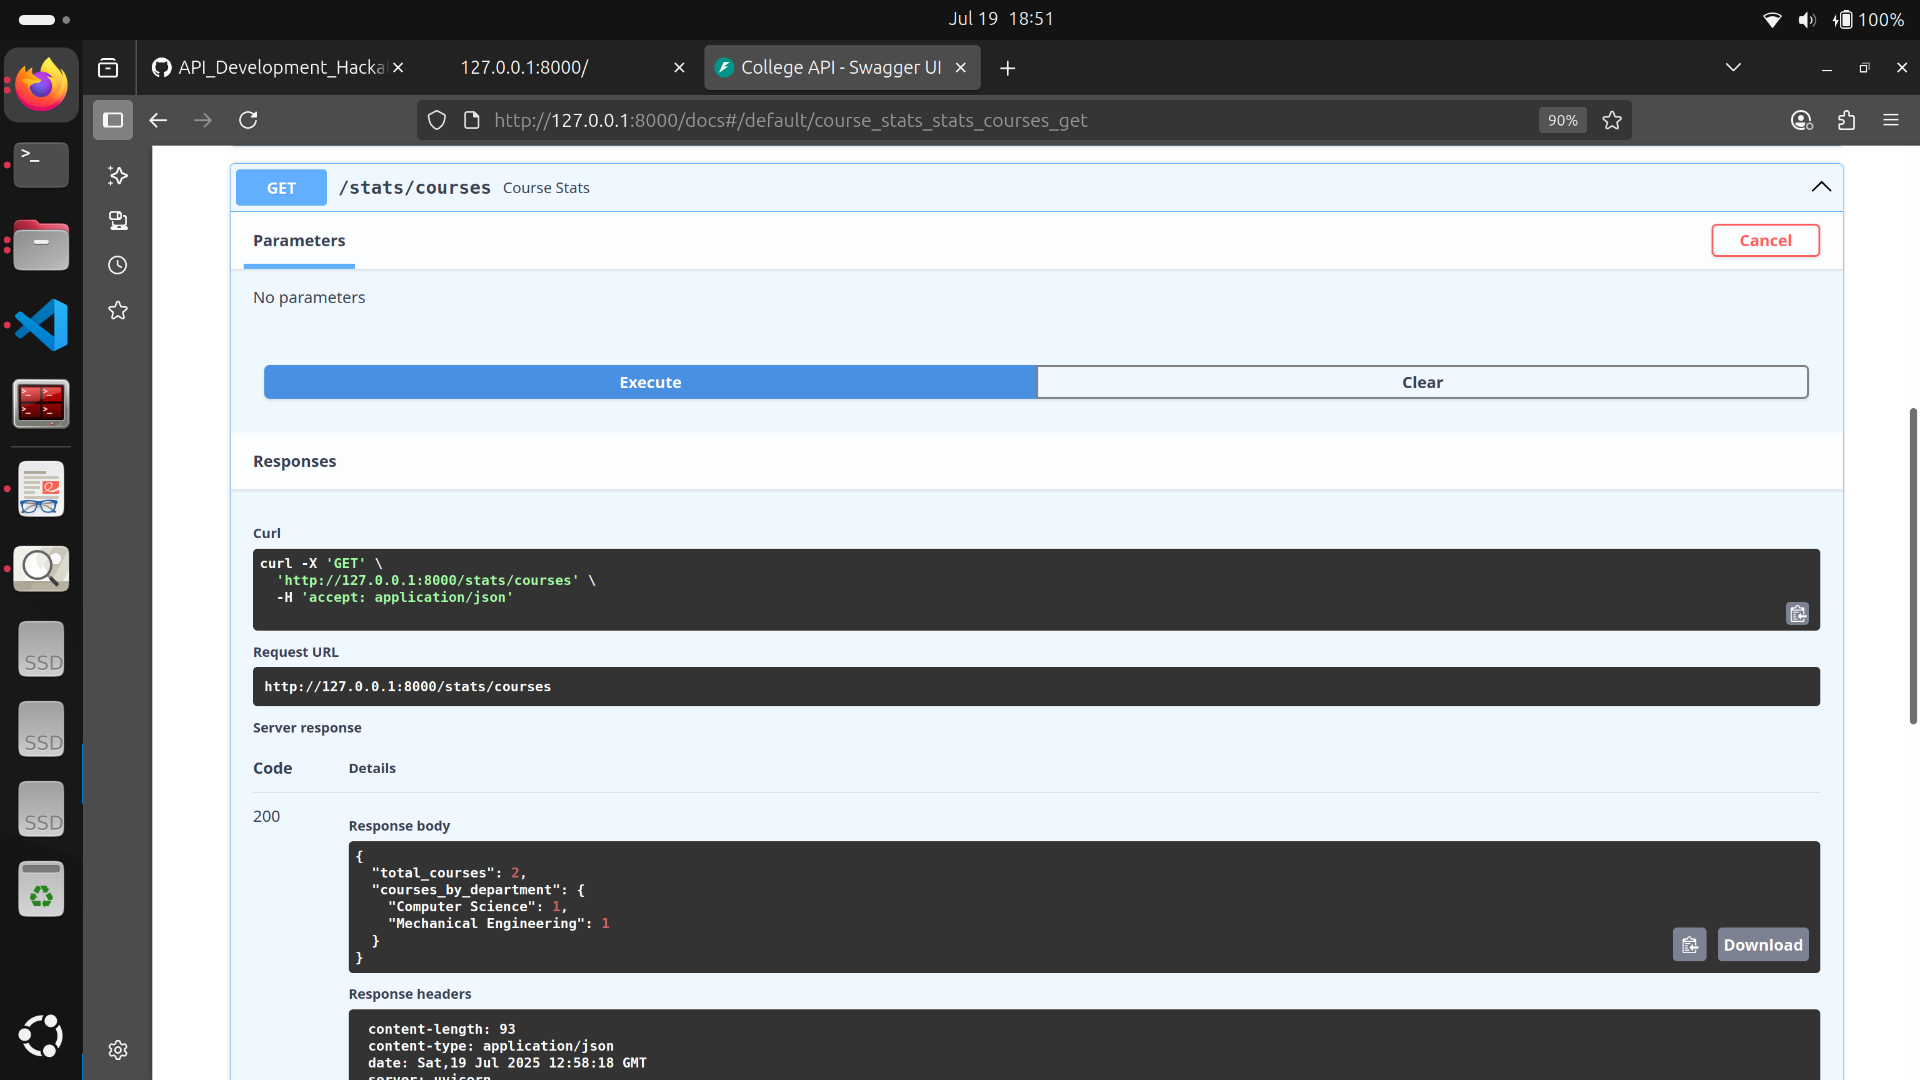 Jul 19 18:51
100%
API_Development_Hacka
127.0.0.1:8000/
College API - Swagger UI
http://127.0.0.1:8000/docs#/default/course_stats_stats_courses_get
90%
GET /stats/courses Course Stats
Parameters
Cancel
No parameters
Execute
Clear
Responses
Curl
curl -X 'GET' \
'http://127.0.0.1:8000/stats/courses' \
-H 'accept: application/json'
Request URL
http://127.0.0.1:8000/stats/courses
Server response
Code Details
200
Response body
{
"total_courses": 2,
"courses_by_department": {
"Computer Science": 1,
"Mechanical Engineering": 1
}
}
Download
Response headers
content-length: 93
content-type: application/json
date: Sat,19 Jul 2025 12:58:18 GMT
server: uvicorn
SSD
SSD
SSD